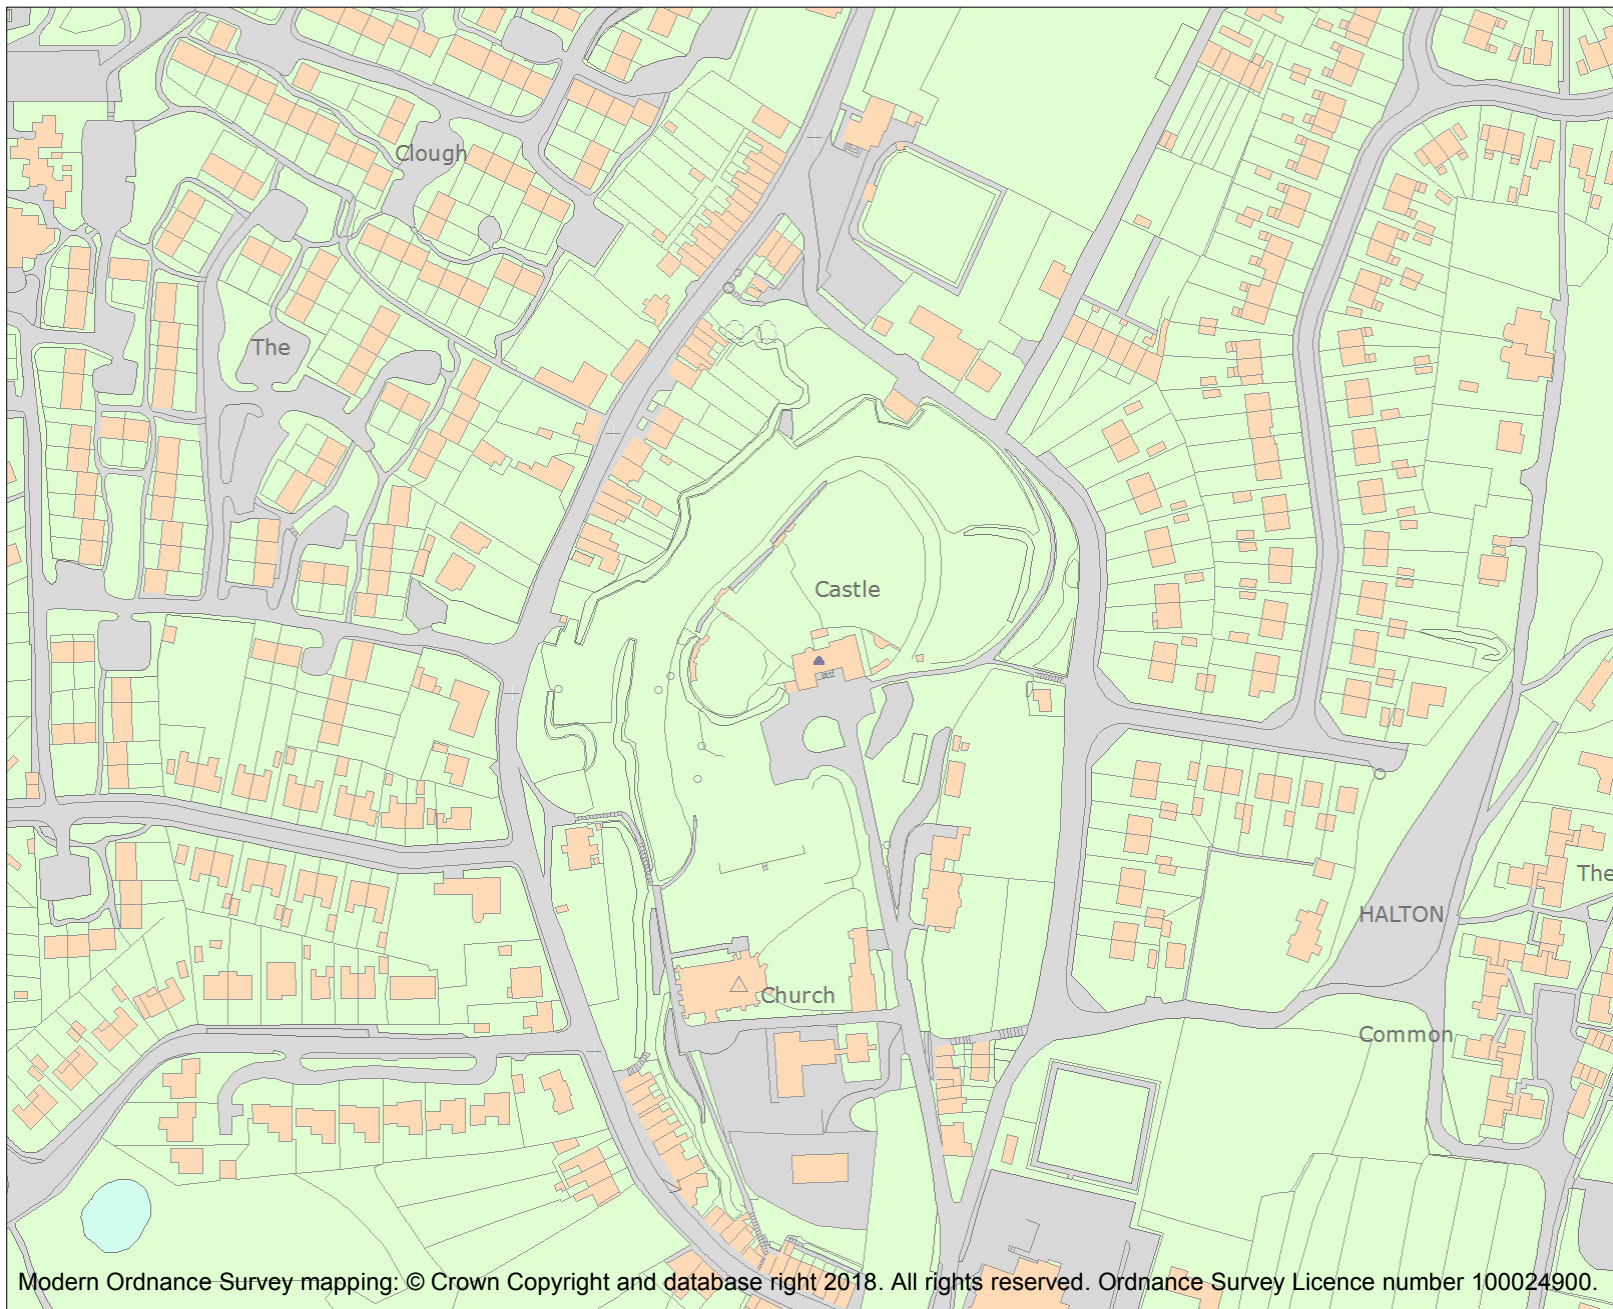 Clough
The
Castle
The
HALTON
Church
Common
Modern Ordnance Survey mapping: © Crown Copyright and database right 2018. All rights reserved. Ordnance Survey Licence number 100024900.